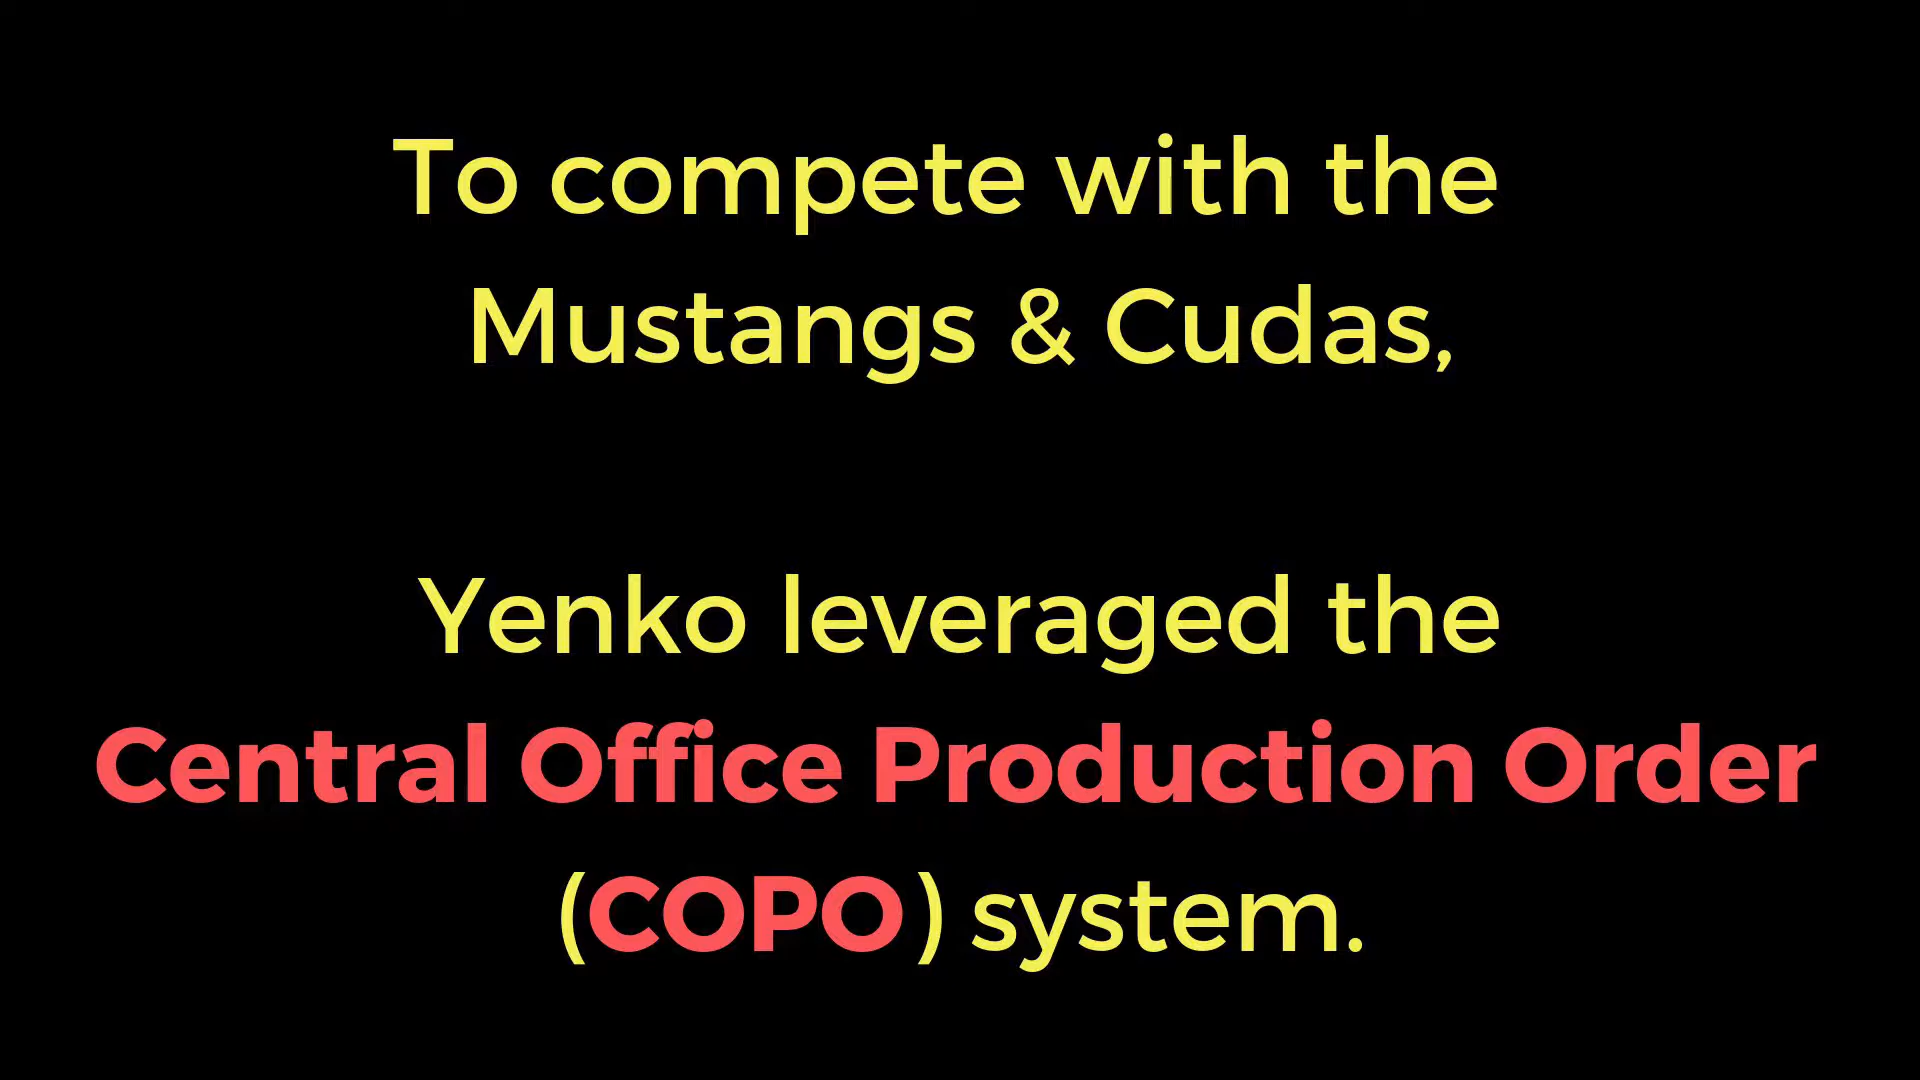 To compete with the
Mustangs & Cudas,
Yenko leveraged the
Central Office Production Order
(COPO) system.